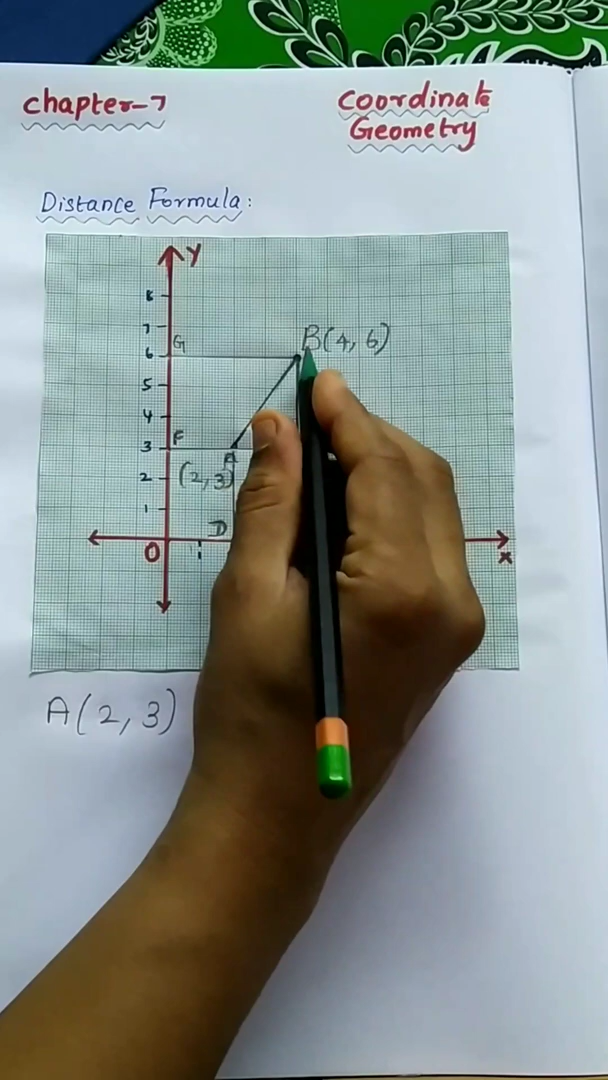 chapter-7
Coordinate
Geometry
Distance Formula:
Y
8
7
G
B(4, 6)
6
5
4
F
3
A
2
(2,3)
1
D
O
1
X
A(2, 3)